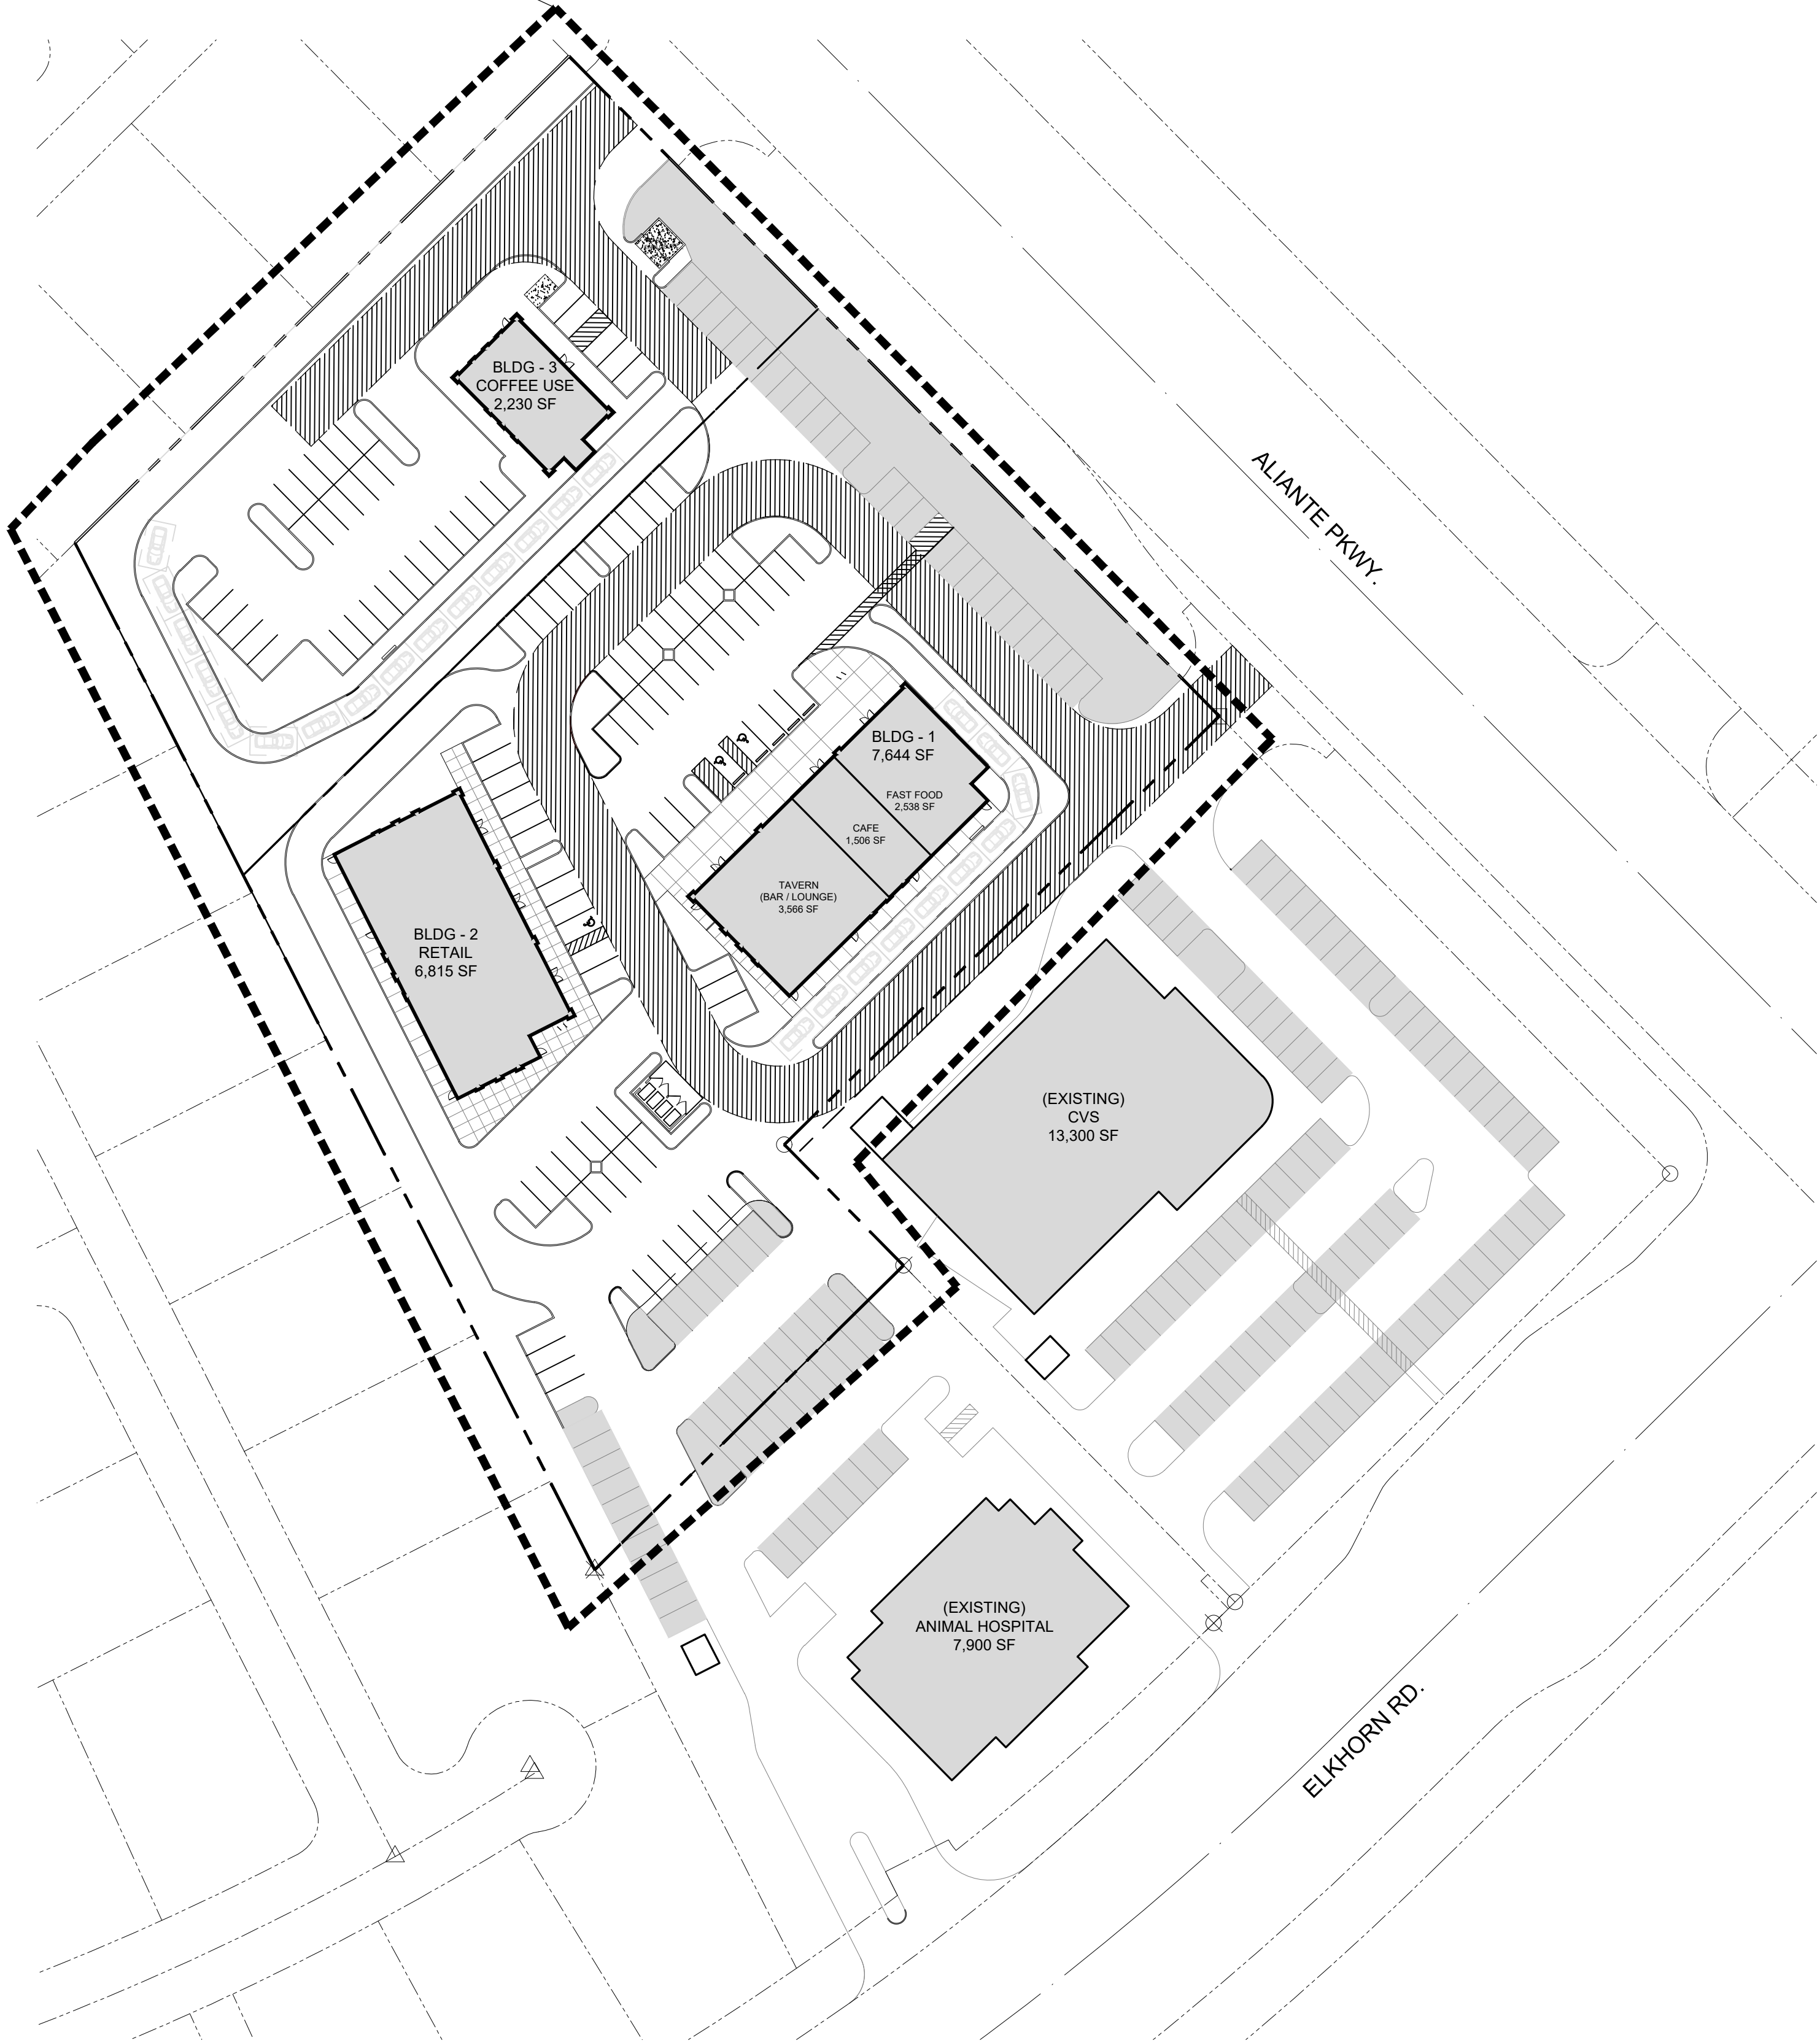 BLDG - 3
COFFEE USE
2,230 SF
ALIANTE PKWY.
BLDG - 1
7,644 SF
FAST FOOD
2,538 SF
CAFE
1,506 SF
TAVERN
(BAR / LOUNGE)
3,566 SF
BLDG - 2
RETAIL
6,815 SF
(EXISTING)
CVS
13,300 SF
(EXISTING)
ANIMAL HOSPITAL
7,900 SF
ELKHORN RD.